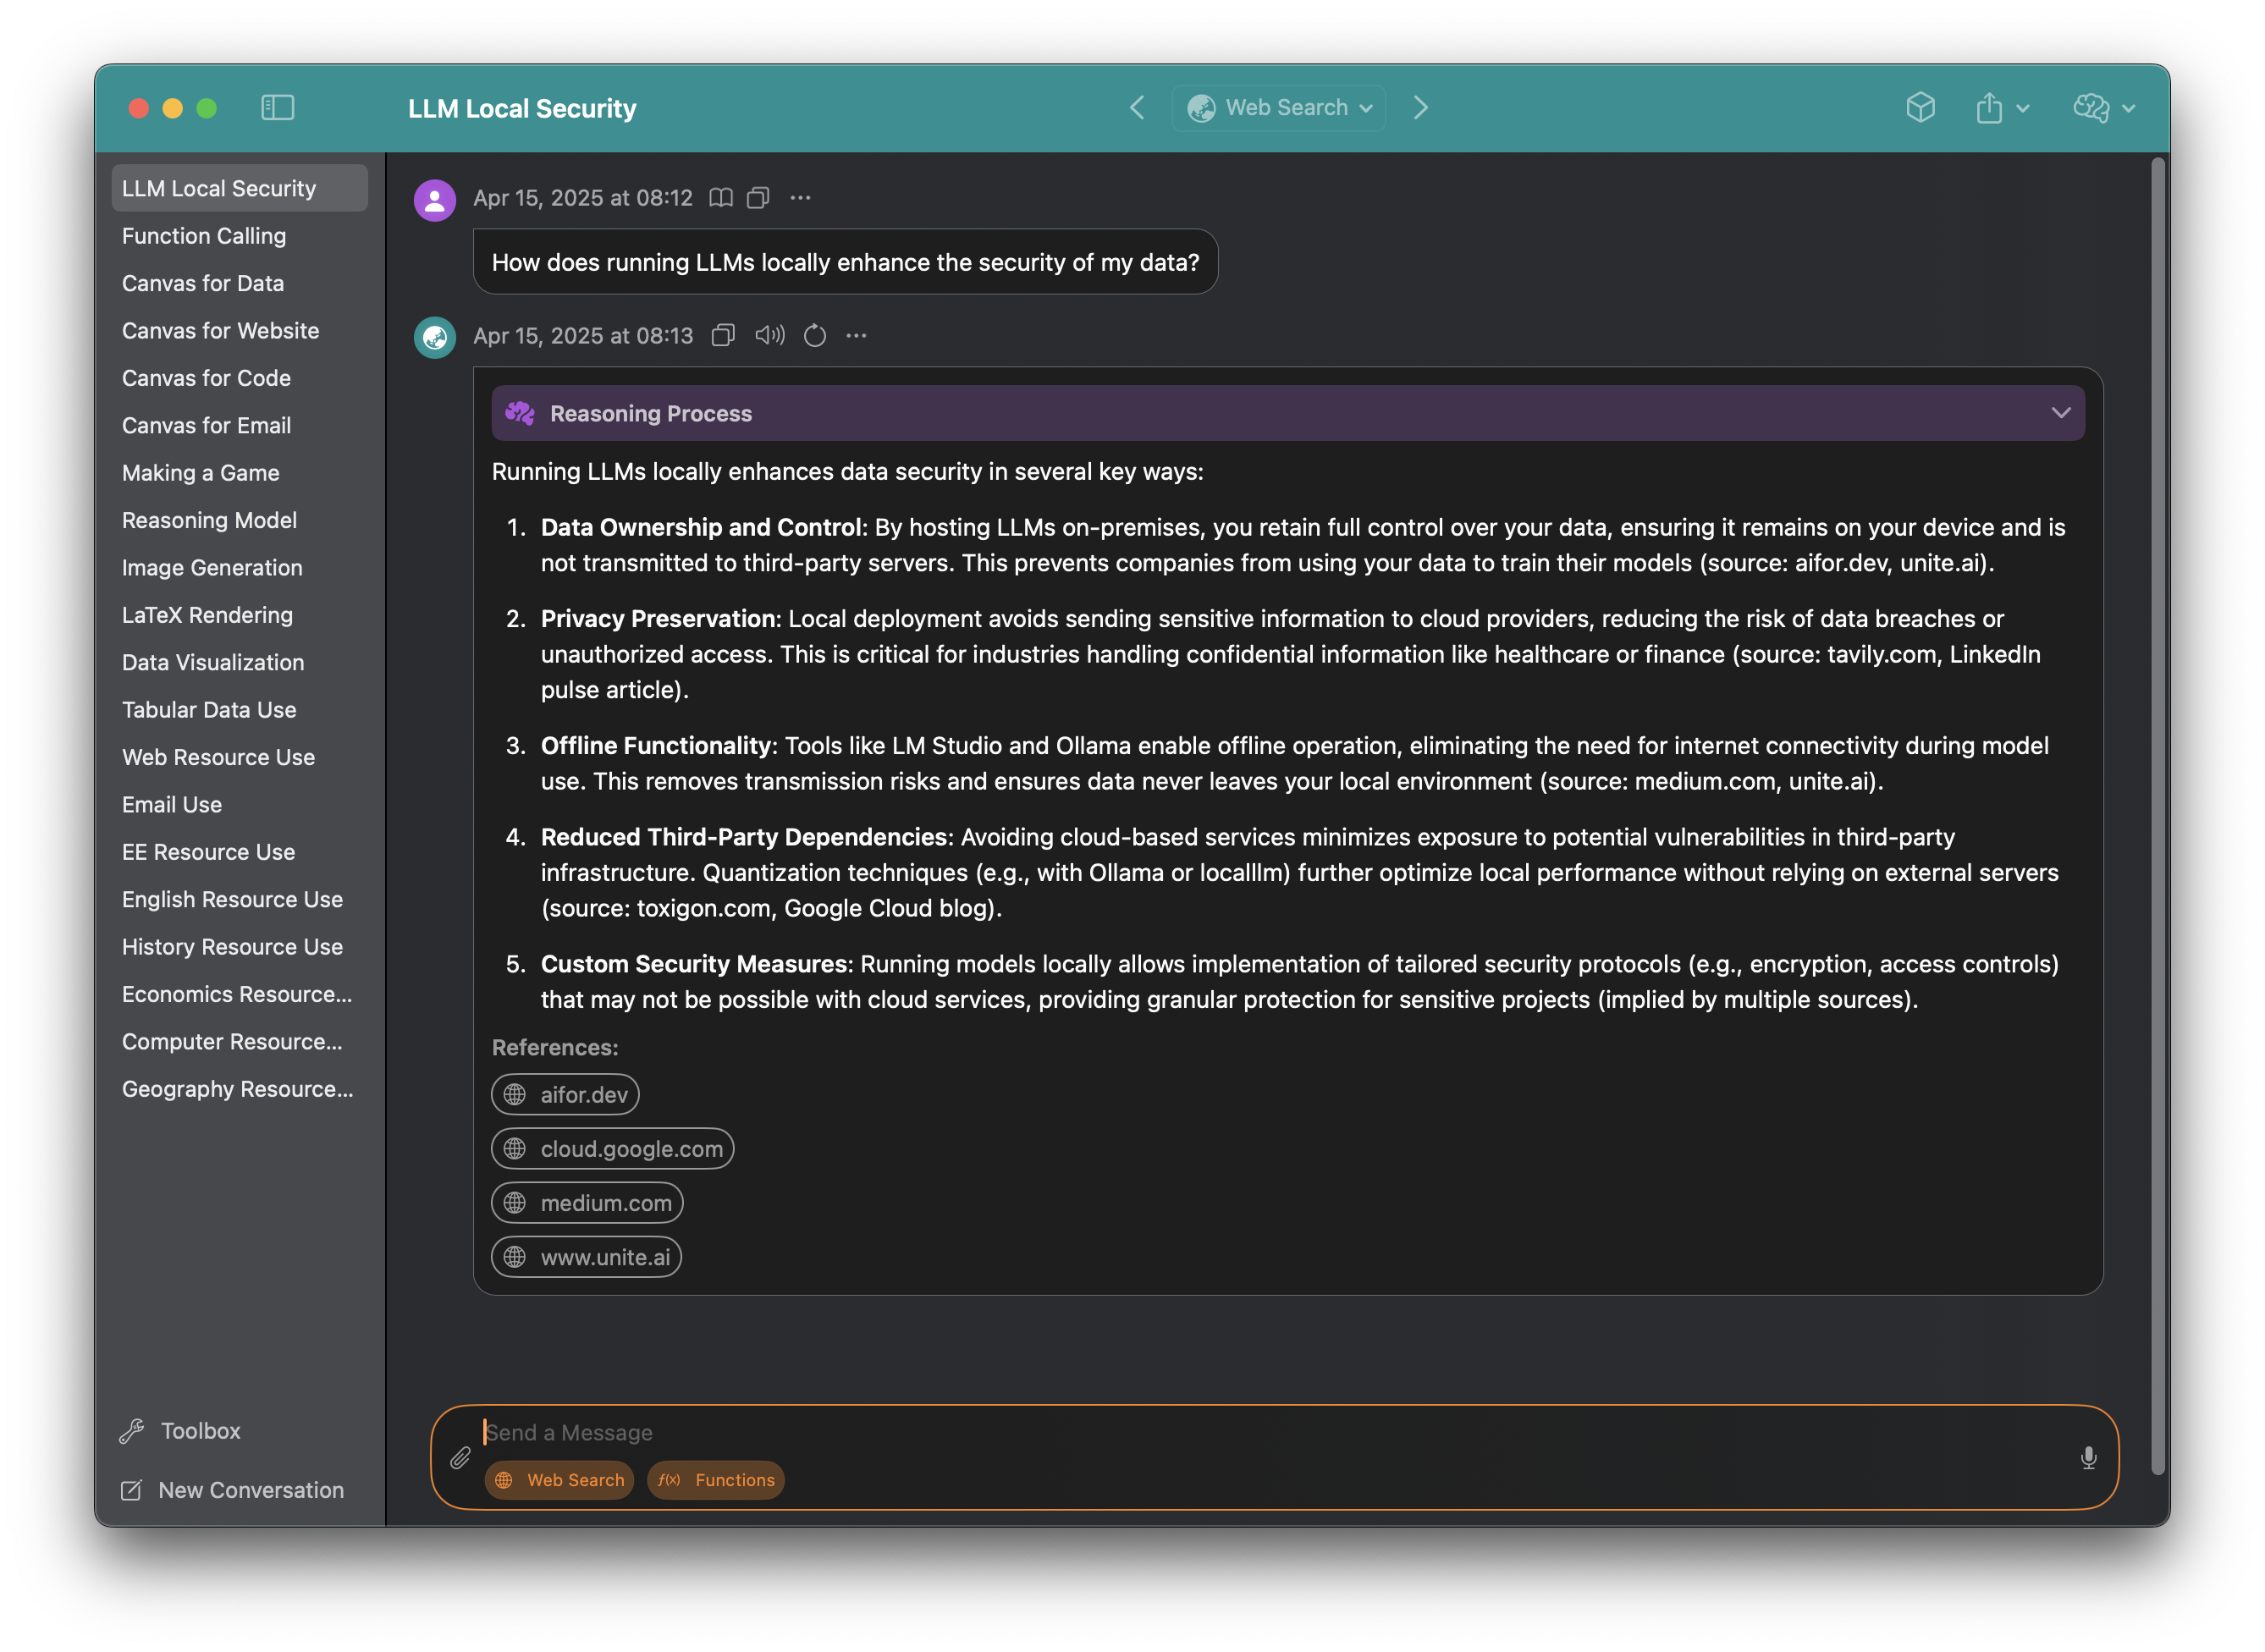 LLM Local Security
Web Search
LLM Local Security
Function Calling
Canvas for Data
Canvas for Website
Canvas for Code
Canvas for Email
Making a Game
Reasoning Model
Image Generation
LaTeX Rendering
Data Visualization
Tabular Data Use
Web Resource Use
Email Use
EE Resource Use
English Resource Use
History Resource Use
Economics Resource...
Computer Resource...
Geography Resource...
Toolbox
New Conversation
Apr 15, 2025 at 08:12
How does running LLMs locally enhance the security of my data?
Apr 15, 2025 at 08:13
Reasoning Process
Running LLMs locally enhances data security in several key ways:
1. Data Ownership and Control: By hosting LLMs on-premises, you retain full control over your data, ensuring it remains on your device and is
not transmitted to third-party servers. This prevents companies from using your data to train their models (source: aifor.dev, unite.ai).
2. Privacy Preservation: Local deployment avoids sending sensitive information to cloud providers, reducing the risk of data breaches or
unauthorized access. This is critical for industries handling confidential information like healthcare or finance (source: tavily.com, LinkedIn
pulse article).
3. Offline Functionality: Tools like LM Studio and Ollama enable offline operation, eliminating the need for internet connectivity during model
use. This removes transmission risks and ensures data never leaves your local environment (source: medium.com, unite.ai).
4. Reduced Third-Party Dependencies: Avoiding cloud-based services minimizes exposure to potential vulnerabilities in third-party
infrastructure. Quantization techniques (e.g., with Ollama or localllm) further optimize local performance without relying on external servers
(source: toxigon.com, Google Cloud blog).
5. Custom Security Measures: Running models locally allows implementation of tailored security protocols (e.g., encryption, access controls)
that may not be possible with cloud services, providing granular protection for sensitive projects (implied by multiple sources).
References:
aifor.dev
cloud.google.com
medium.com
www.unite.ai
Send a Message
Web Search
f(x) Functions